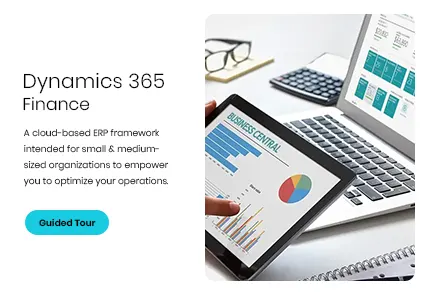 Dynamics 365
Finance
A cloud-based ERP framework
intended for small & medium-
sized organizations to empower
you to optimize your operations.
Guided Tour
BUSINESS CENTRAL